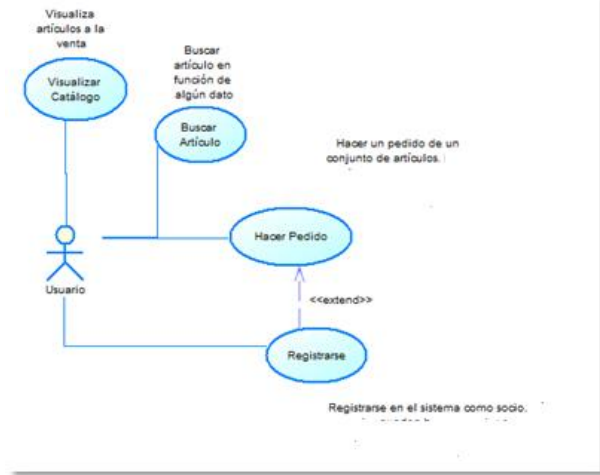 Visualiza
artículos a la
venta
Visualizar
Catálogo
Buscar
artículo en
función de
algún dato
Buscar
Artículo
Hacer un pedido de un
conjunto de artículos.
Hacer Pedido
Usuario
<<extend>>
Registrarse
Registrarse en el sistema como socio.